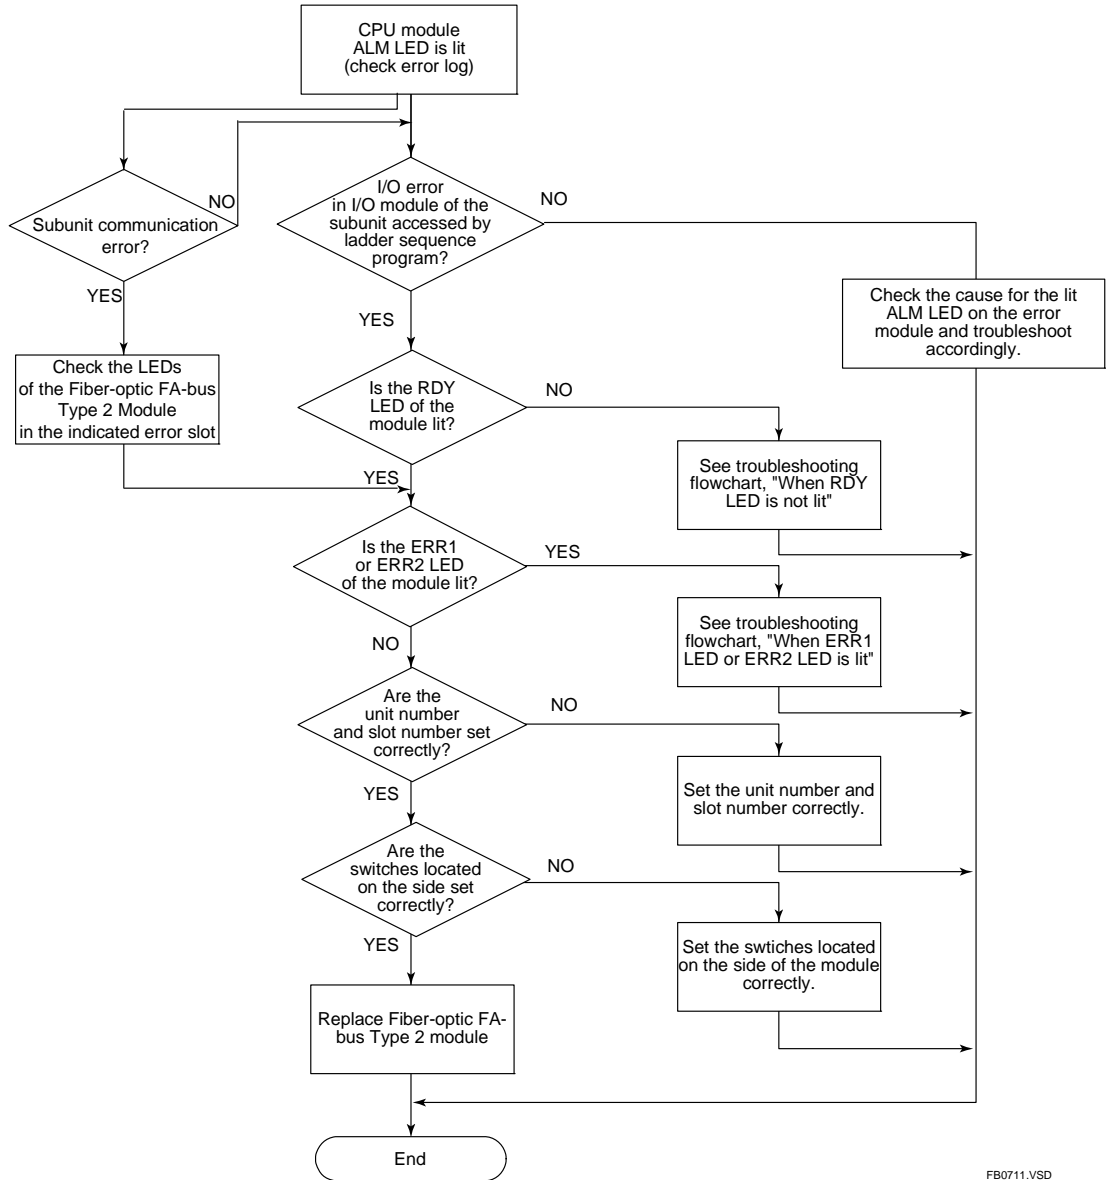 CPU module
ALM LED is lit
(check error log)
I/O error
in I/O module of the
subunit accessed by
ladder sequence
program?
NO
NO
Subunit communication
error?
YES
YES
Check the cause for the lit
ALM LED on the error
module and troubleshoot
accordingly.
Check the LEDs
of the Fiber-optic FA-bus
Type 2 Module
in the indicated error slot
Is the RDY
LED of the
module lit?
NO
YES
See troubleshooting
flowchart, "When RDY
LED is not lit"
Is the ERR1
or ERR2 LED
of the module lit?
YES
NO
See troubleshooting
flowchart, "When ERR1
LED or ERR2 LED is lit"
Are the
unit number
and slot number set
correctly?
NO
YES
Set the unit number and
slot number correctly.
Are the
switches located
on the side set
correctly?
NO
YES
Set the swtiches located
on the side of the module
correctly.
Replace Fiber-optic FA-
bus Type 2 module
End
FB0711.VSD